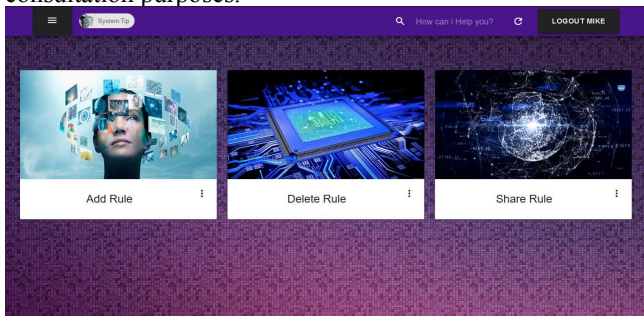 consultation purposes.
System Tip
How can i Help you?
LOGOUT MIKE
Add Rule
Delete Rule
Share Rule